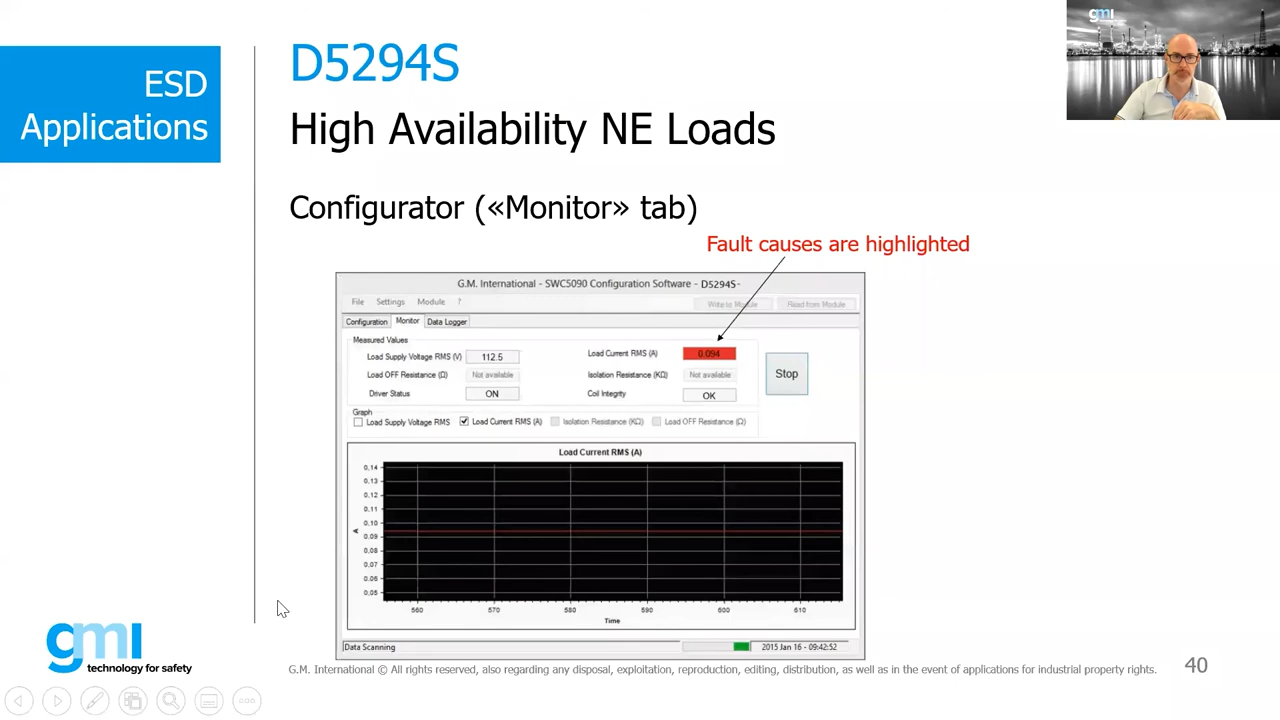 ESD
Applications
D5294S
High Availability NE Loads
Configurator («Monitor» tab)
Fault causes are highlighted
gmi
G.M. International - SWC5090 Configuration Software - D5294S-
File Settings Module ?
Write to Module Read from Module
Configuration Monitor Data Logger
Measured Values
Load Supply Voltage RMS (V) 112.5 Load Current RMS (A) 0.094
Load OFF Resistance (Ω) Not available Isolation Resistance (KΩ) Not available
Driver Status ON Coil Integrity OK
Stop
Graph
Load Supply Voltage RMS Load Current RMS (A) Isolation Resistance (KΩ) Load OFF Resistance (Ω)
Load Current RMS (A)
0,14
0.13
0.12
0.11
0.10
0.09
0.08
0.07
0.06
0.05
A
560 570 580 590 600 610
Time
Data Scanning 2015 Jan 16 - 09:42:52
gmi
technology for safety
G.M. International © All rights reserved, also regarding any disposal, exploitation, reproduction, editing, distribution, as well as in the event of applications for industrial property rights.
40